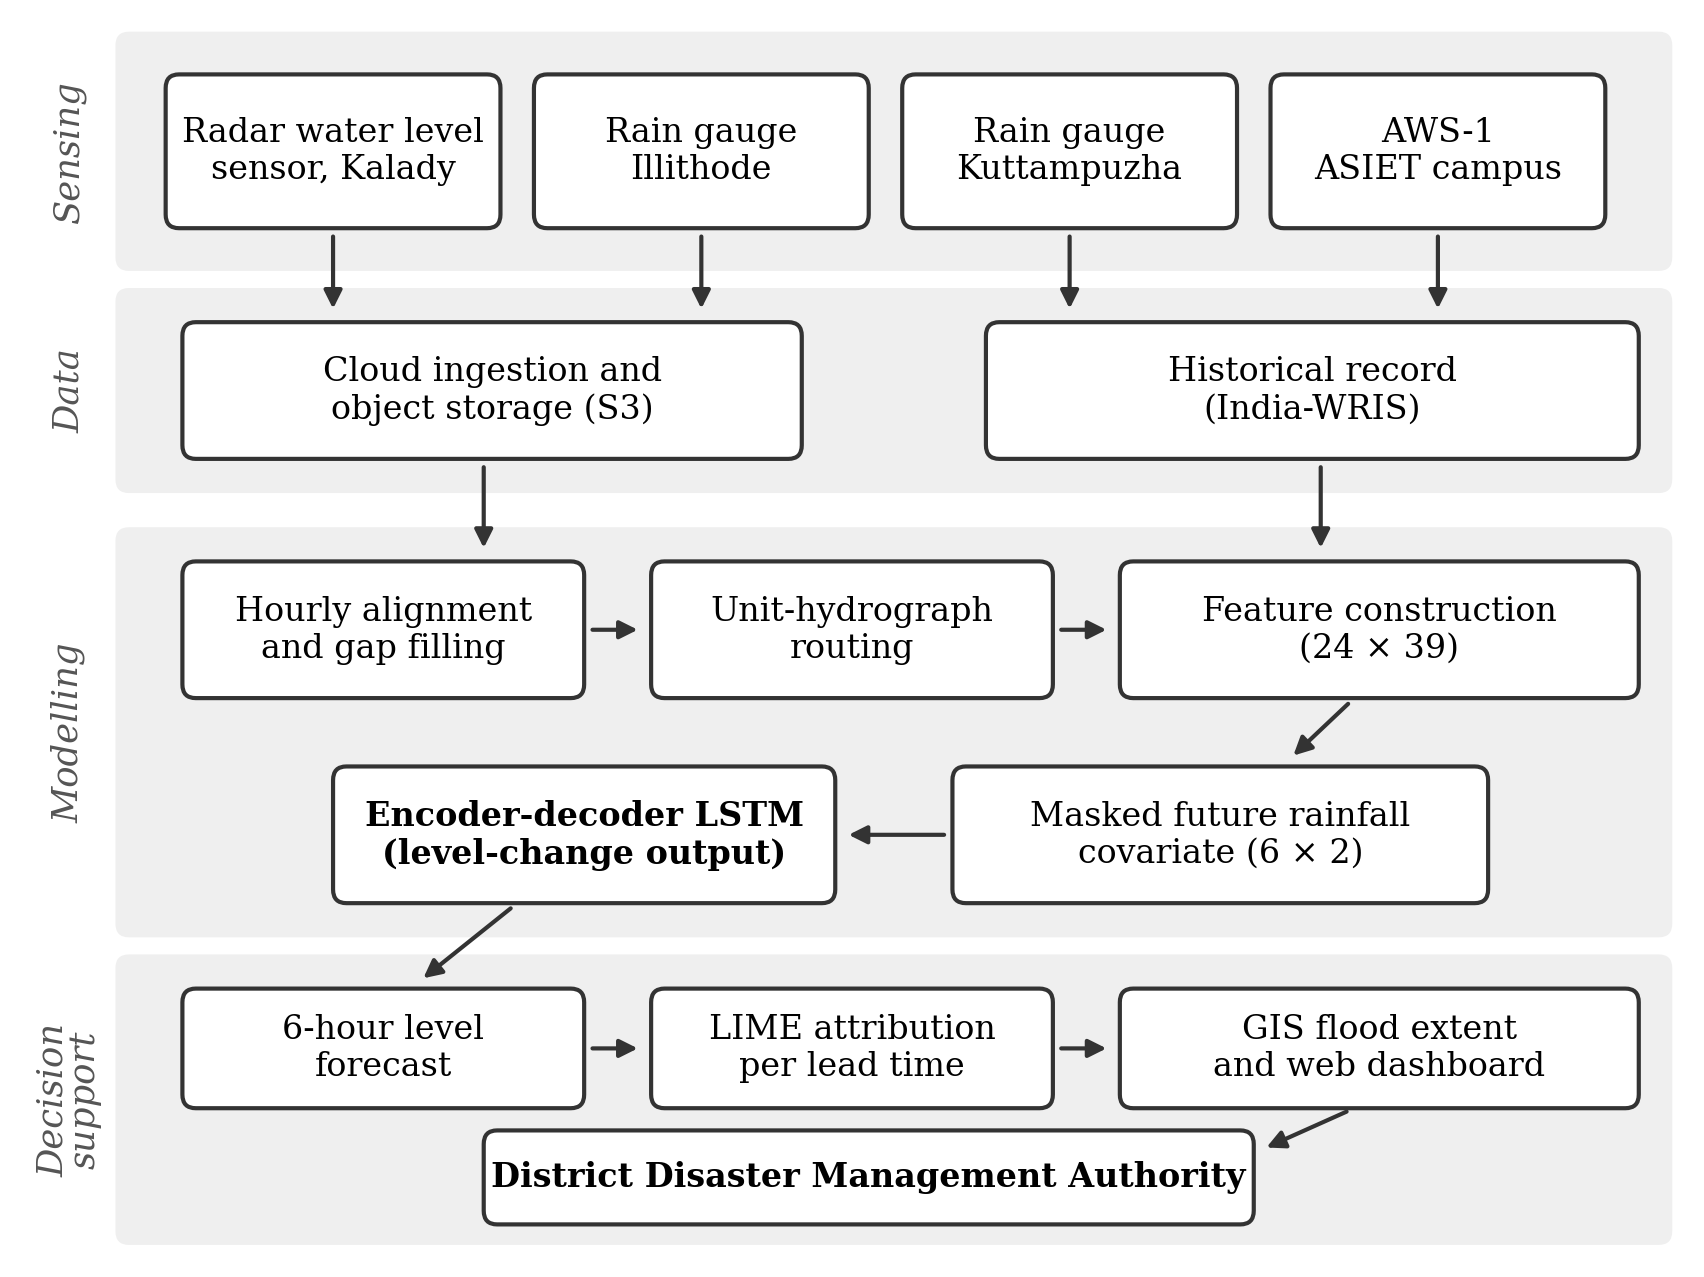 Sensing
Radar water level
sensor, Kalady
Rain gauge
Illithode
Rain gauge
Kuttampuzha
AWS-1
ASIET campus
Data
Cloud ingestion and
object storage (S3)
Historical record
(India-WRIS)
Modelling
Hourly alignment
and gap filling
Unit-hydrograph
routing
Feature construction
(24 × 39)
Encoder-decoder LSTM
(level-change output)
Masked future rainfall
covariate (6 × 2)
Decision
support
6-hour level
forecast
LIME attribution
per lead time
GIS flood extent
and web dashboard
District Disaster Management Authority